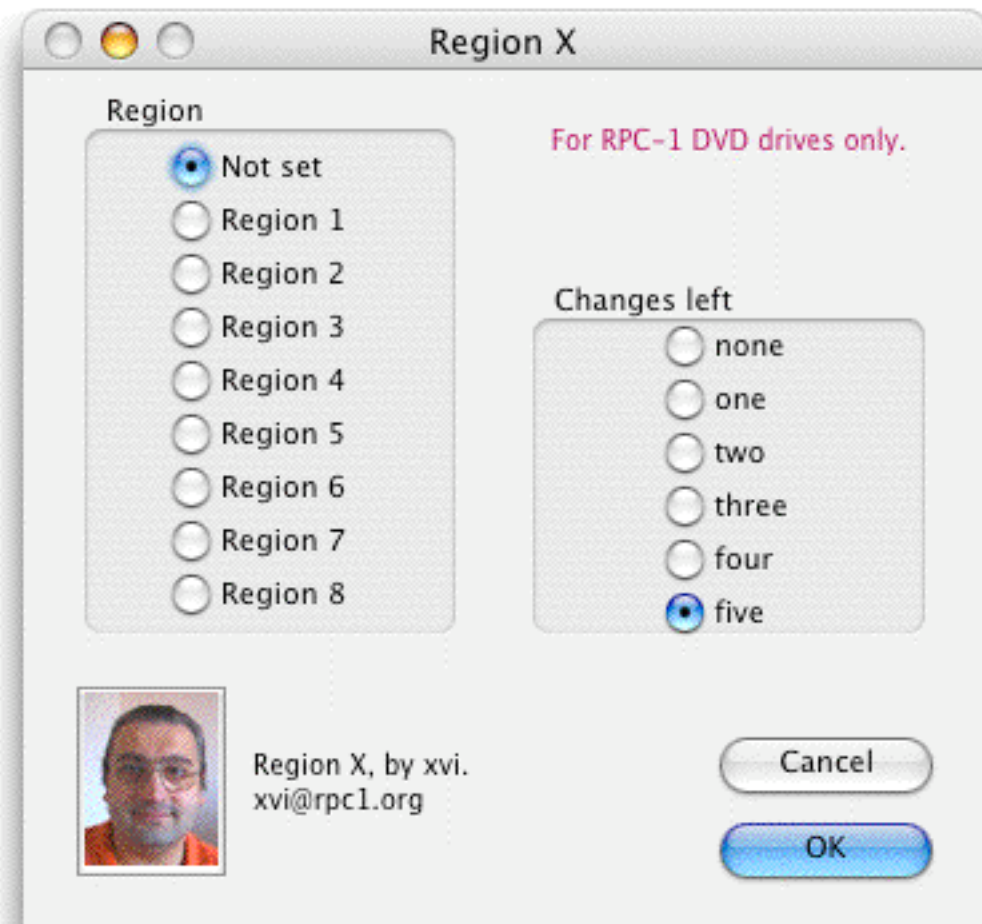 Region X
Region
Not set
Region 1
Region 2
Region 3
Region 4
Region 5
Region 6
Region 7
Region 8
For RPC-1 DVD drives only.
Changes left
none
one
two
three
four
five
Region X, by xvi.
xvi@rpc1.org
Cancel
OK